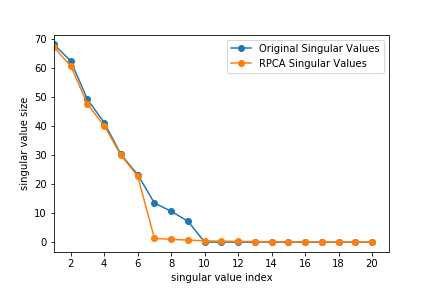 70
60
50
40
30
20
10
0
singular value size
Original Singular Values
RPCA Singular Values
2 4 6 8 10 12 14 16 18 20
singular value index